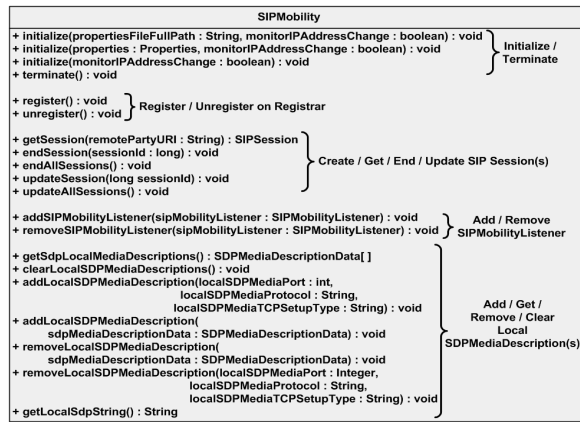 SIPMobility
+ initialize(propertiesFileFullPath : String, monitorIPAddressChange : boolean) : void
+ initialize(properties : Properties, monitorIPAddressChange : boolean) : void
+ initialize(monitorIPAddressChange : boolean) : void
+ terminate() : void
Initialize /
Terminate
+ register() : void
+ unregister() : void
Register / Unregister on Registrar
+ getSession(remotePartyURI : String) : SIPSession
+ endSession(sessionId : long) : void
+ endAllSessions() : void
+ updateSession(long sessionId) : void
+ updateAllSessions() : void
Create / Get / End / Update SIP Session(s)
+ addSIPMobilityListener(sipMobilityListener : SIPMobilityListener) : void
+ removeSIPMobilityListener(sipMobilityListener : SIPMobilityListener) : void
Add / Remove
SIPMobilityListener
+ getSdpLocalMediaDescriptions() : SDPMediaDescriptionData[ ]
+ clearLocalSDPMediaDescriptions() : void
+ addLocalSDPMediaDescription(localSDPMediaPort : int,
localSDPMediaProtocol : String,
localSDPMediaTCPSetupType : String) : void
+ addLocalSDPMediaDescription(
sdpMediaDescriptionData : SDPMediaDescriptionData) : void
+ removeLocalSDPMediaDescription(
sdpMediaDescriptionData : SDPMediaDescriptionData) : void
+ removeLocalSDPMediaDescription(localSDPMediaPort : Integer,
localSDPMediaProtocol : String,
localSDPMediaTCPSetupType : String) : void
+ getLocalSdpString() : String
Add / Get /
Remove / Clear
Local
SDPMediaDescription(s)